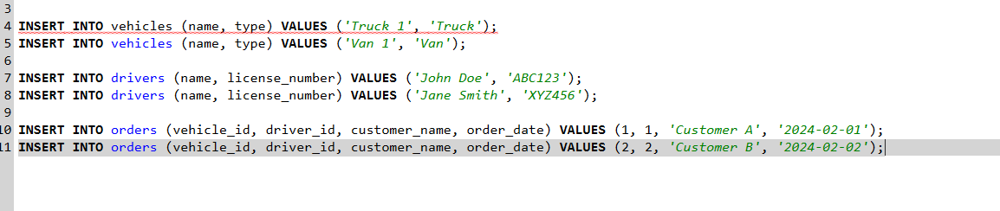 3
4 INSERT INTO vehicles (name, type) VALUES ('Truck 1', 'Truck');
5 INSERT INTO vehicles (name, type) VALUES ('Van 1', 'Van');
6
7 INSERT INTO drivers (name, license_number) VALUES ('John Doe', 'ABC123');
8 INSERT INTO drivers (name, license_number) VALUES ('Jane Smith', 'XYZ456');
9
10 INSERT INTO orders (vehicle_id, driver_id, customer_name, order_date) VALUES (1, 1, 'Customer A', '2024-02-01');
11 INSERT INTO orders (vehicle_id, driver_id, customer_name, order_date) VALUES (2, 2, 'Customer B', '2024-02-02');